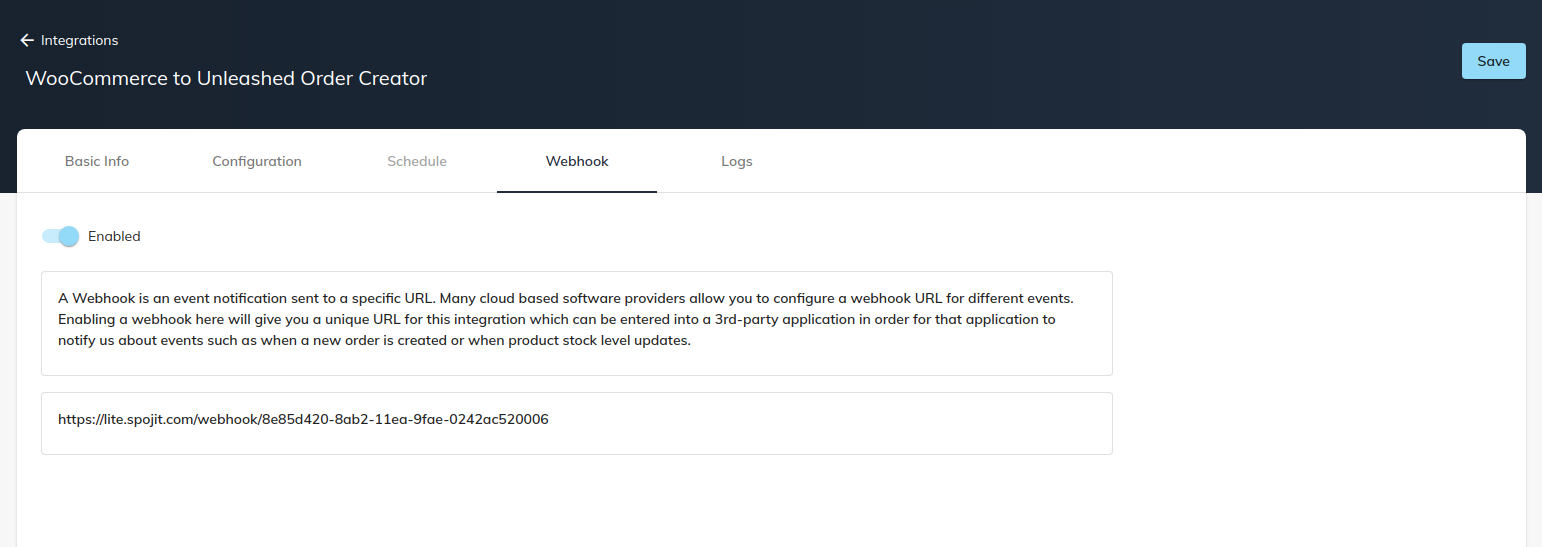 Integrations
WooCommerce to Unleashed Order Creator
Save
Basic Info
Configuration
Schedule
Webhook
Logs
Enabled
A Webhook is an event notification sent to a specific URL. Many cloud based software providers allow you to configure a webhook URL for different events.
Enabling a webhook here will give you a unique URL for this integration which can be entered into a 3rd-party application in order for that application to
notify us about events such as when a new order is created or when product stock level updates.
https://lite.spojit.com/webhook/8e85d420-8ab2-11ea-9fae-0242ac520006